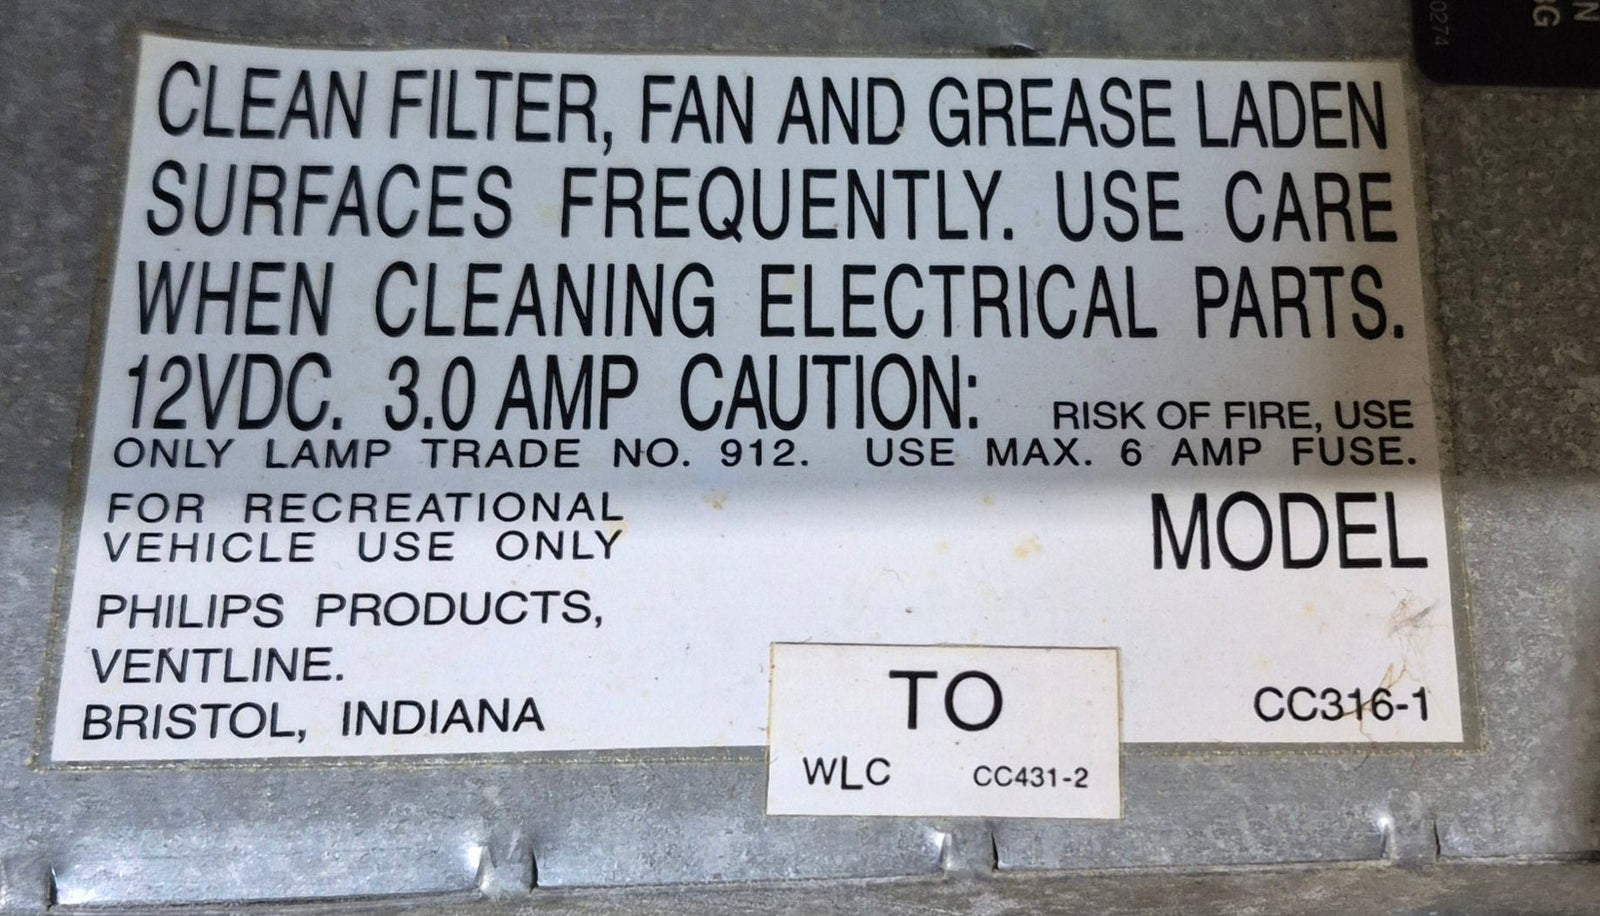 CLEAN FILTER, FAN AND GREASE LADEN
SURFACES FREQUENTLY. USE CARE
WHEN CLEANING ELECTRICAL PARTS.
12VDC. 3.0 AMP CAUTION: RISK OF FIRE, USE
ONLY LAMP TRADE NO. 912. USE MAX. 6 AMP FUSE.
FOR RECREATIONAL
VEHICLE USE ONLY
MODEL
PHILIPS PRODUCTS,
VENTLINE.
BRISTOL, INDIANA
CC316-1
TO
WLC CC431-2
0274